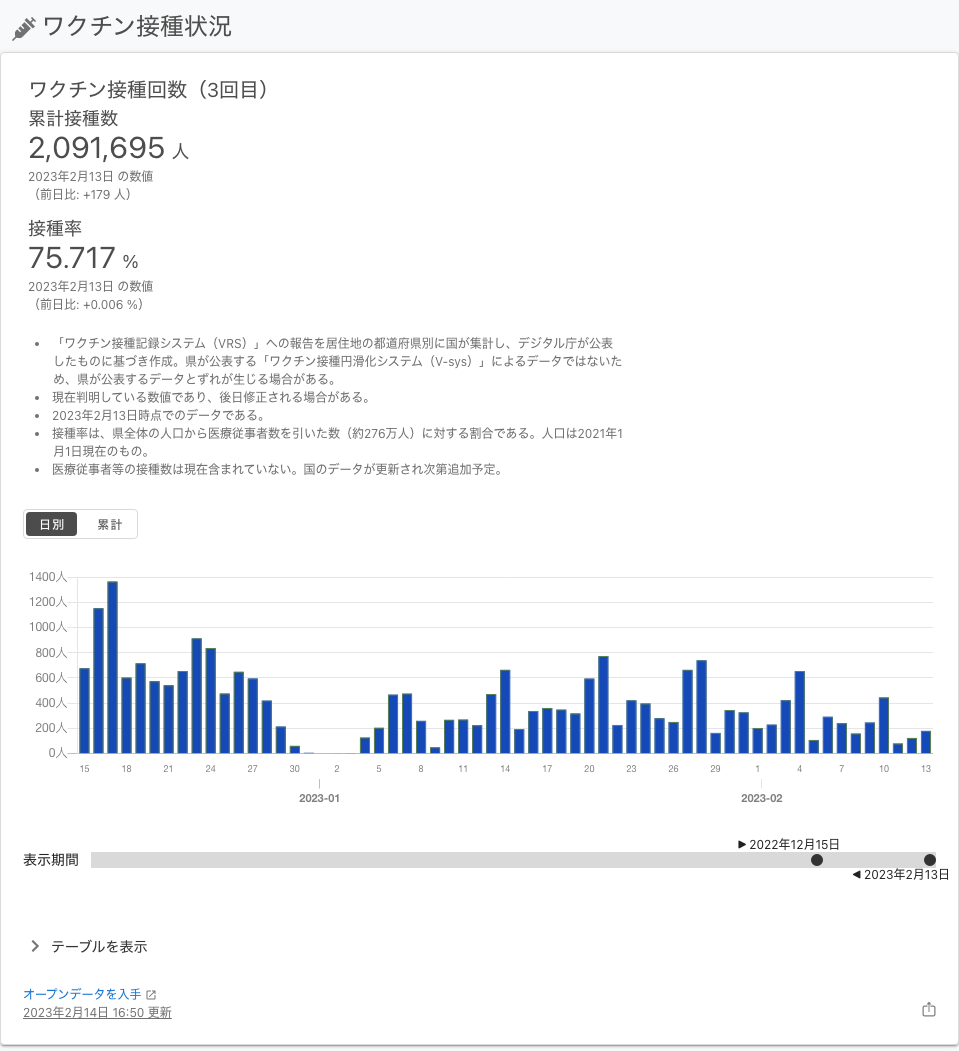 ワクチン接種状況
ワクチン接種回数（3回目）
累計接種数
2,091,695 人
2023年2月13日 の数値
（前日比: +179 人）
接種率
75.717 %
2023年2月13日 の数値
（前日比: +0.006 %）
• 「ワクチン接種記録システム（VRS）」への報告を居住地の都道府県別に国が集計し、デジタル庁が公表
したものに基づき作成。県が公表する「ワクチン接種円滑化システム（V-sys）」によるデータではないた
め、県が公表するデータとずれが生じる場合がある。
• 現在判明している数値であり、後日修正される場合がある。
• 2023年2月13日時点でのデータである。
• 接種率は、県全体の人口から医療従事者数を引いた数（約276万人）に対する割合である。人口は2021年1
月1日現在のもの。
• 医療従事者等の接種数は現在含まれていない。国のデータが更新され次第追加予定。
日別 累計
1400人
1200人
1000人
800人
600人
400人
200人
0人
15 18 21 24 27 30 2 5 8 11 14 17 20 23 26 29 1 4 7 10 13
2023-01 2023-02
▶ 2022年12月15日
表示期間
◀ 2023年2月13日
テーブルを表示
オープンデータを入手
2023年2月14日 16:50 更新